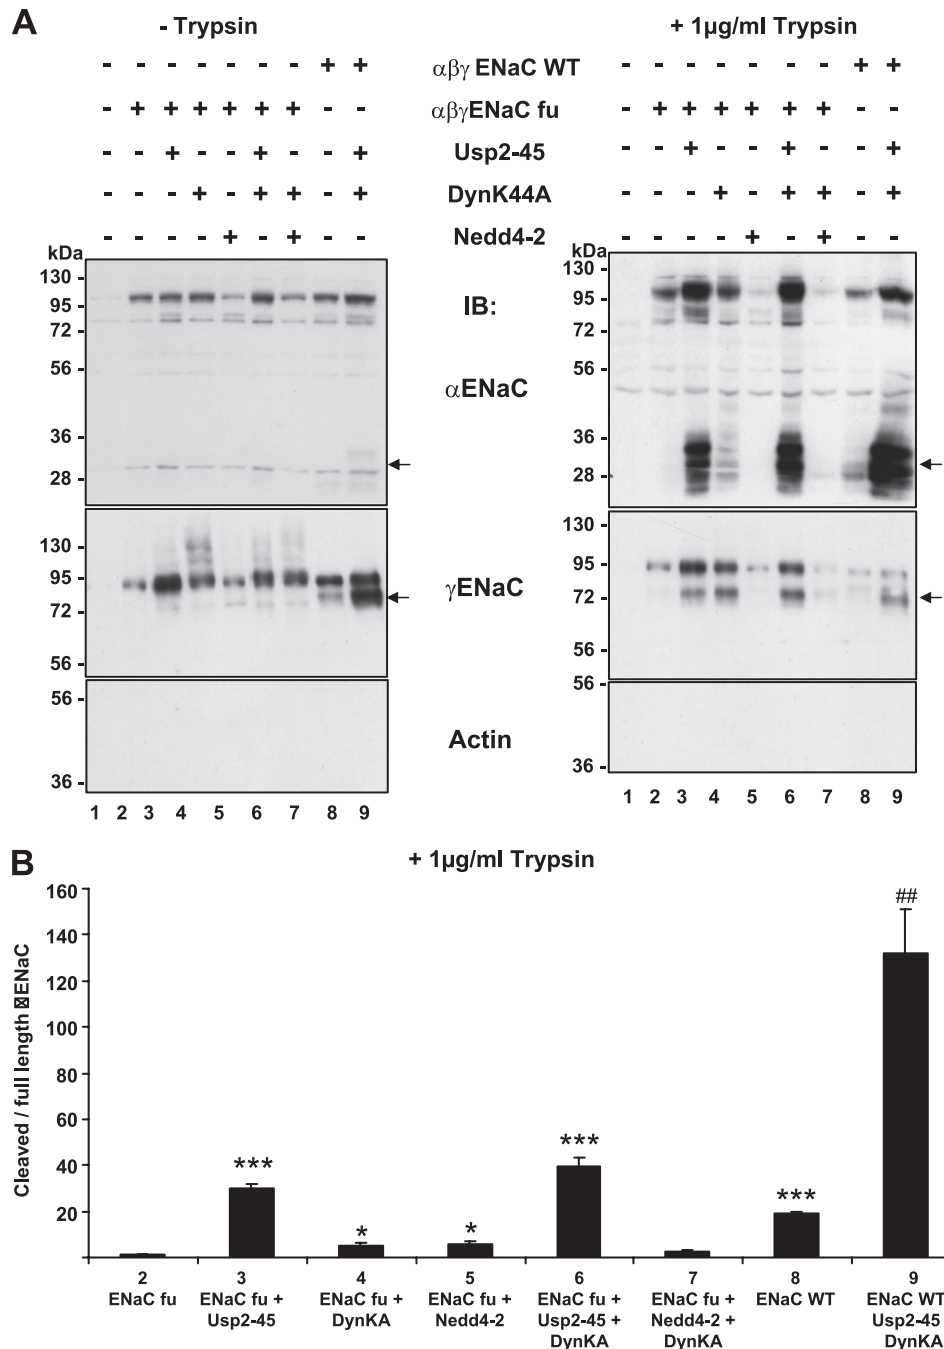 A
- Trypsin
+ 1µg/ml Trypsin
- - - - - - - + + αβγ ENaC WT - - - - - - - + +
- + + + + + + - - αβγENaC fu - + + + + + + - -
- - + - - + - - + Usp2-45 - - + - - + - - +
- - - + - + + - + DynK44A - - - + - + + - +
- - - - + - + - - Nedd4-2 - - - - + - + - -
kDa
130 -
95 -
72 -
56 -
36 -
28 -
IB:
αENaC
kDa
130 -
95 -
72 -
56 -
36 -
28 -
130 -
95 -
72 -
56 -
γENaC
130 -
95 -
72 -
56 -
56 -
36 -
Actin
56 -
36 -
1 2 3 4 5 6 7 8 9
1 2 3 4 5 6 7 8 9
B
+ 1µg/ml Trypsin
Cleaved / full length ENaC
160
140
120
100
80
60
40
20
***
*
*
***
***
##
2
ENaC fu
3
ENaC fu +
Usp2-45
4
ENaC fu +
DynKA
5
ENaC fu +
Nedd4-2
6
ENaC fu +
Usp2-45 +
DynKA
7
ENaC fu +
Nedd4-2 +
DynKA
8
ENaC WT
9
ENaC WT
Usp2-45
DynKA